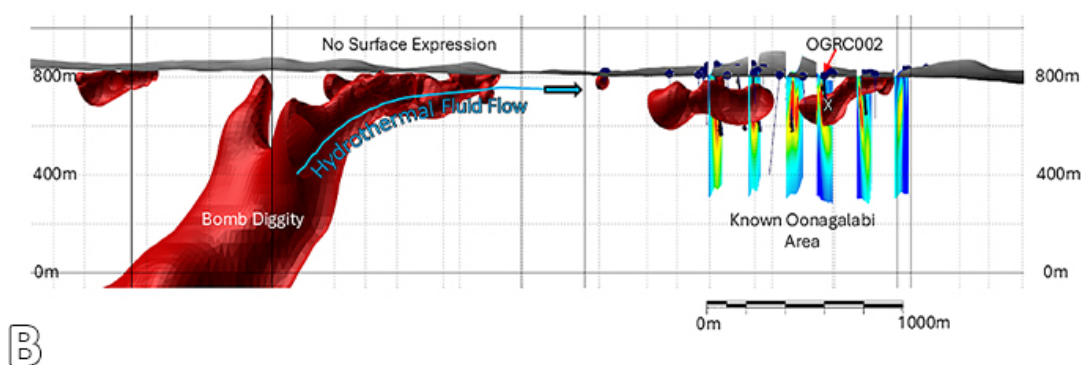 No Surface Expression
OGRC002
800m
800m
Hydrothermal Fluid Flow
X
400m
400m
Bomb Diggity
Known Oonagalabi
Area
0m
0m
0m
1000m
B